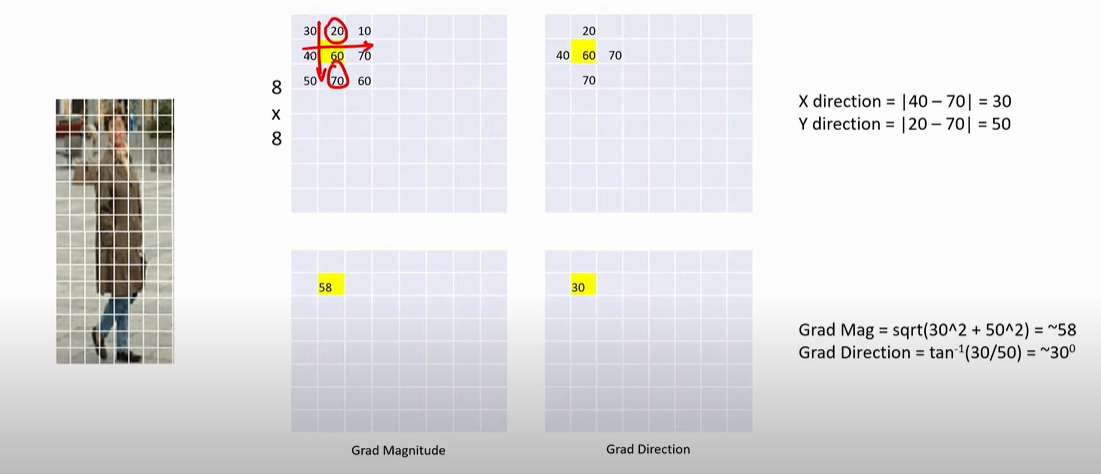 30 20 10
40 60 70
50 70 60
8
x
8
20
40 60 70
70
X direction = |40 – 70| = 30
Y direction = |20 – 70| = 50
58
30
Grad Mag = sqrt(30^2 + 50^2) = ~58
Grad Direction = tan⁻¹(30/50) = ~30⁰
Grad Magnitude
Grad Direction